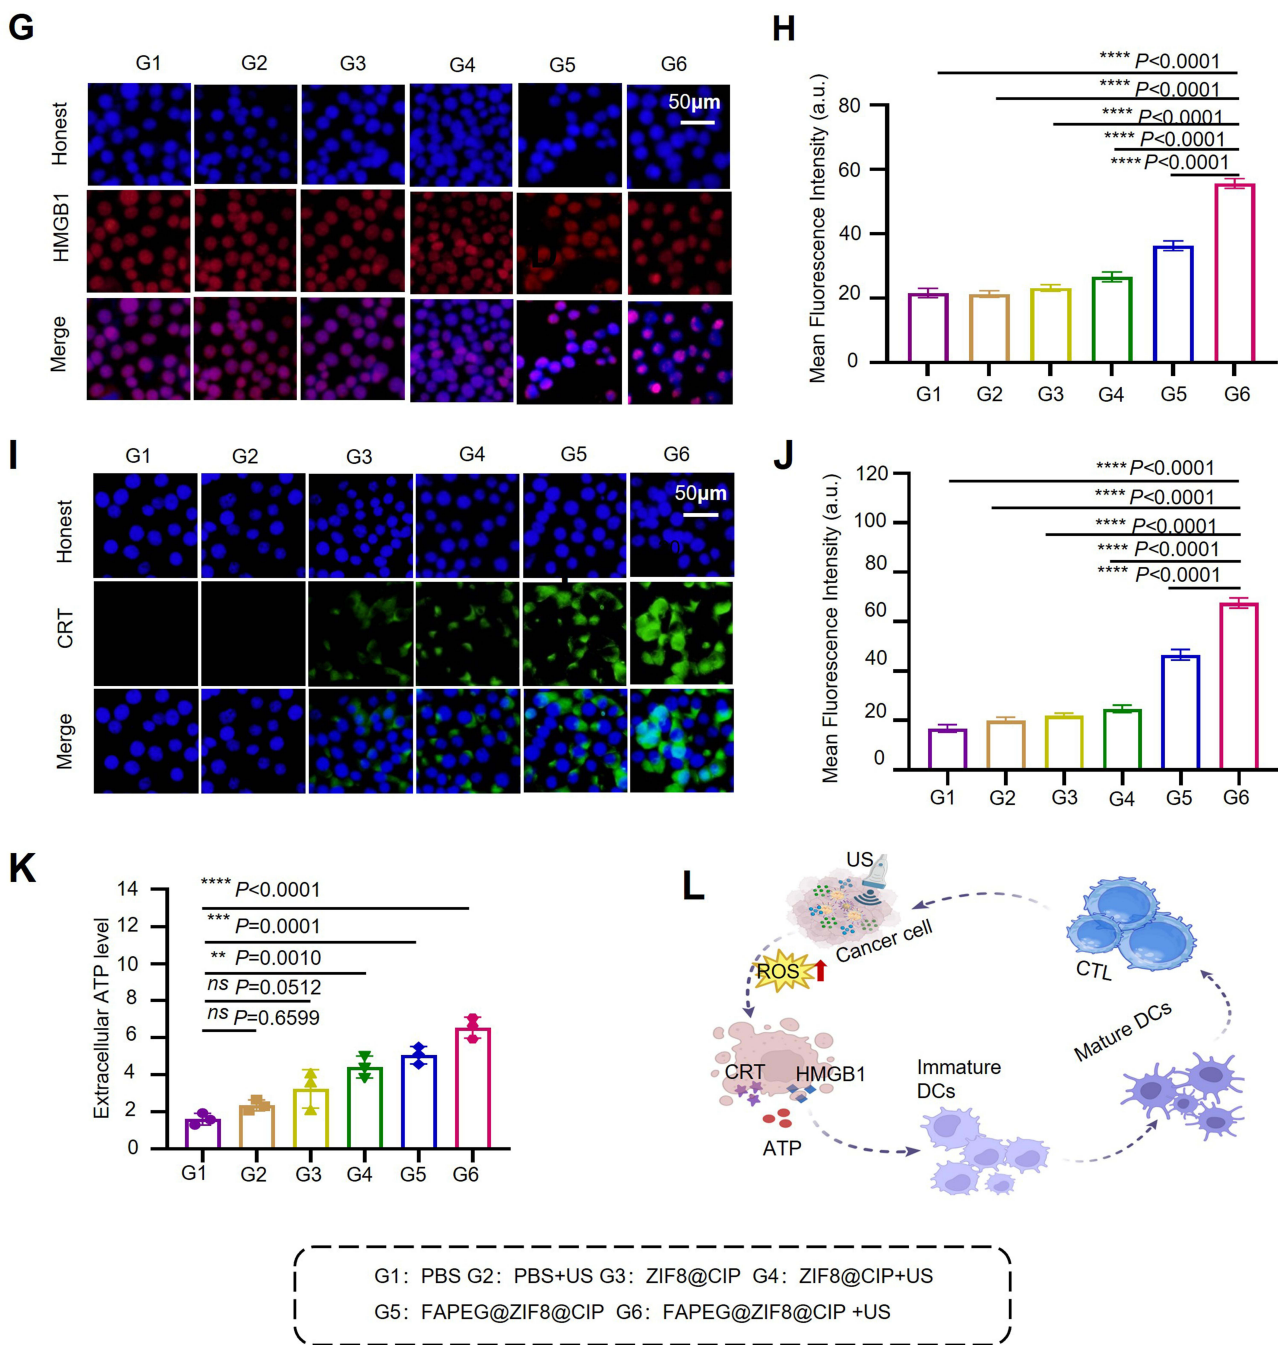 G
G1 G2 G3 G4 G5 G6
Honest
50μm
HMGB1
Merge
H
Mean Fluorescence Intensity (a.u.)
80
60
40
20
0
**** P<0.0001
**** P<0.0001
**** P<0.0001
**** P<0.0001
**** P<0.0001
G1 G2 G3 G4 G5 G6
I
G1 G2 G3 G4 G5 G6
Honest
50μm
CRT
Merge
J
Mean Fluorescence Intensity (a.u.)
120
100
80
60
40
20
0
**** P<0.0001
**** P<0.0001
**** P<0.0001
**** P<0.0001
**** P<0.0001
G1 G2 G3 G4 G5 G6
K
Extracellular ATP level
14
12
10
8
6
4
2
0
**** P<0.0001
*** P=0.0001
** P=0.0010
ns P=0.0512
ns P=0.6599
G1 G2 G3 G4 G5 G6
L
US
Cancer cell
ROS
CRT
HMGB1
ATP
Immature
DCs
Mature DCs
CTL
G1: PBS G2: PBS+US G3: ZIF8@CIP G4: ZIF8@CIP+US
G5: FAPEG@ZIF8@CIP G6: FAPEG@ZIF8@CIP +US